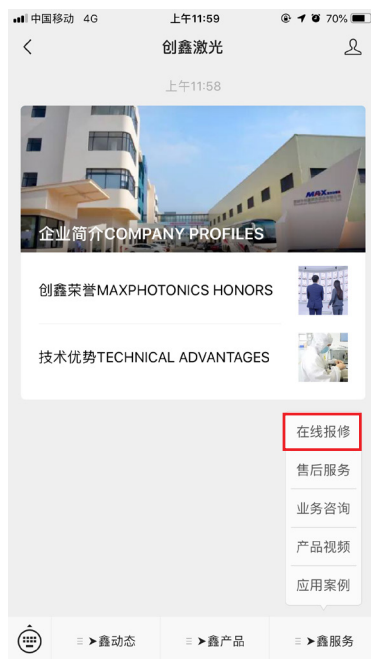 中国移动 4G 上午11:59 70%
创鑫激光
上午11:58
MAX
企业简介COMPANY PROFILES
创鑫荣誉MAXPHOTONICS HONORS
技术优势TECHNICAL ADVANTAGES
在线报修
售后服务
业务咨询
产品视频
应用案例
➤鑫动态 ➤鑫产品 ➤鑫服务